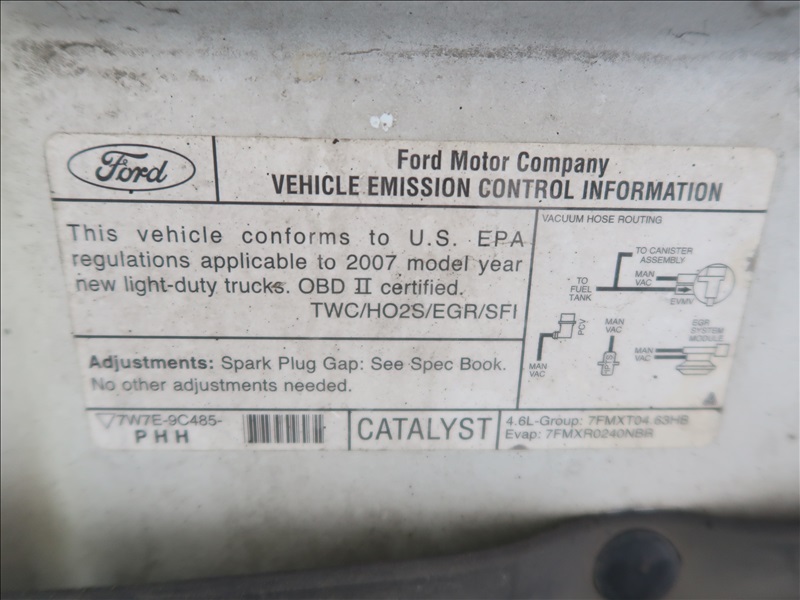 Ford
Ford Motor Company
VEHICLE EMISSION CONTROL INFORMATION
This vehicle conforms to U.S. EPA
regulations applicable to 2007 model year
new light-duty trucks. OBD II certified.
TWC/HO2S/EGR/SFI
Adjustments: Spark Plug Gap: See Spec Book.
No other adjustments needed.
VACUUM HOSE ROUTING
TO CANISTER
ASSEMBLY
MAN
VAC
TO
FUEL
TANK
EVMV
PCV
MAN
VAC
EGR
SYSTEM
MODULE
MAN
VAC
MAN
VAC
7W7E-9C485-
PHH
CATALYST
4.6L-Group: 7FMXT04.63HB
Evap: 7FMXR0240NBR